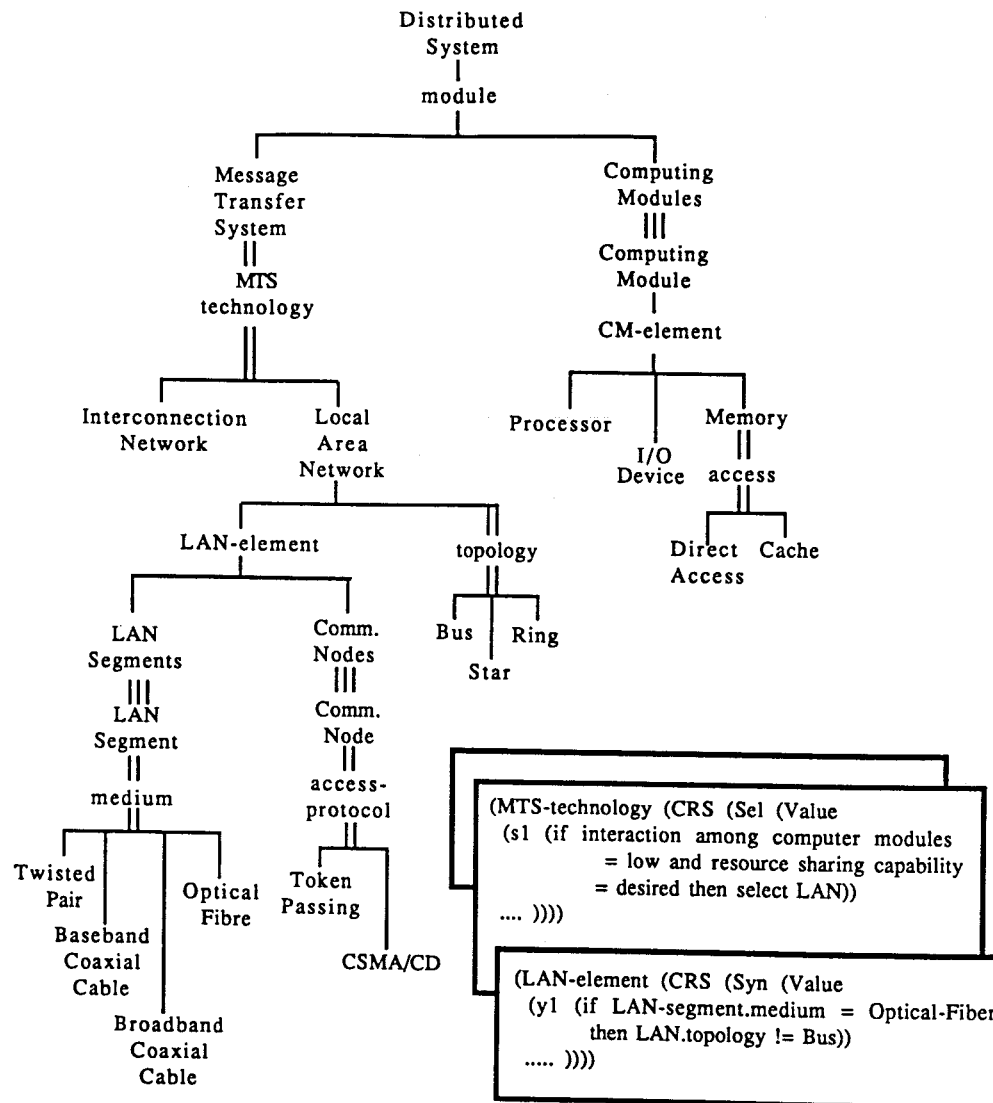 Distributed
System
module
Message
Transfer
System
Computing
Modules
Computing
Module
MTS
technology
CM-element
Interconnection
Network
Local
Area
Network
Processor
I/O
Device
Memory
access
Direct
Access
Cache
LAN-element
topology
Bus
Star
Ring
LAN
Segments
LAN
Segment
medium
Comm.
Nodes
Comm.
Node
access-
protocol
Twisted
Pair
Baseband
Coaxial
Cable
Broadband
Coaxial
Cable
Optical
Fibre
Token
Passing
CSMA/CD
(MTS-technology (CRS (Sel (Value
(s1 (if interaction among computer modules
= low and resource sharing capability
= desired then select LAN))
.... ))))
(LAN-element (CRS (Syn (Value
(y1 (if LAN-segment.medium = Optical-Fiber
then LAN.topology != Bus))
..... ))))